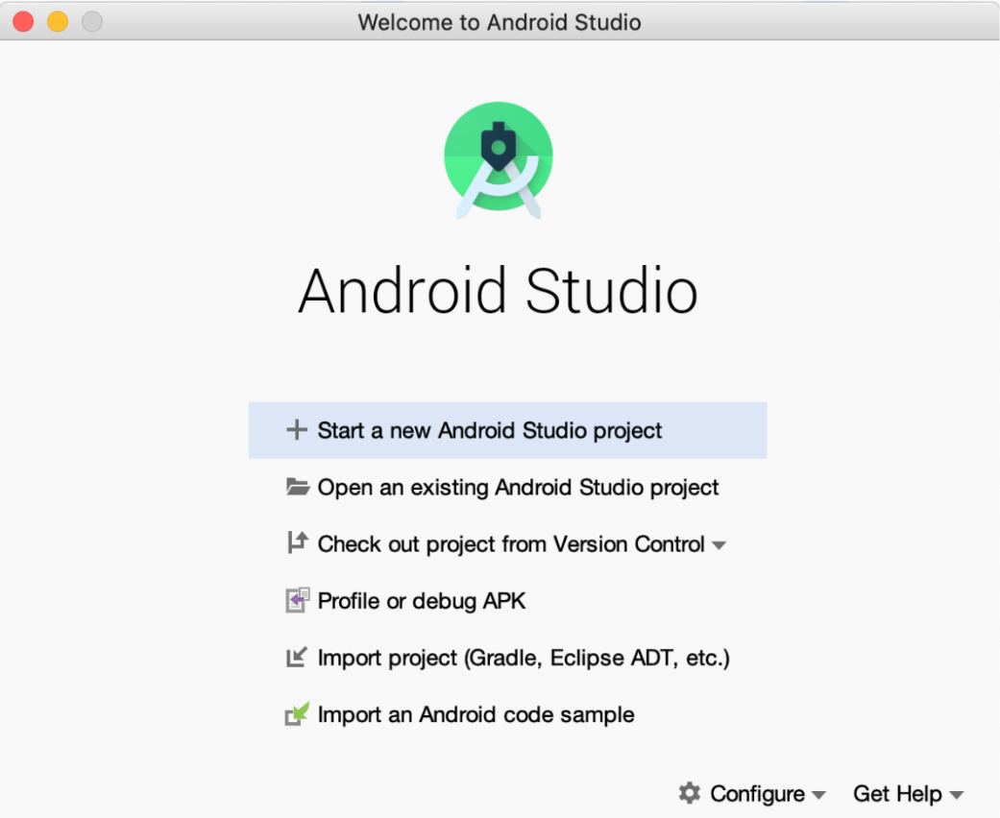 Welcome to Android Studio
Android Studio
Start a new Android Studio project
Open an existing Android Studio project
Check out project from Version Control
Profile or debug APK
Import project (Gradle, Eclipse ADT, etc.)
Import an Android code sample
Configure Get Help